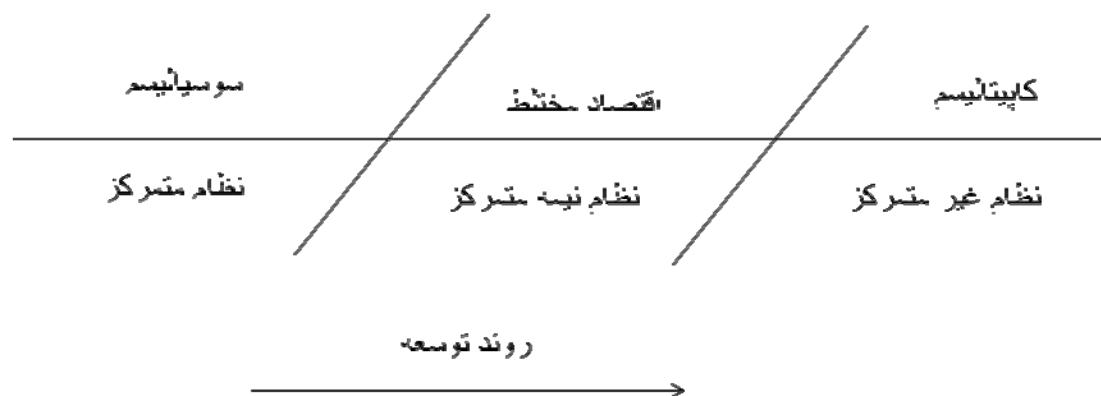 کاپیتالیسم
اقتصاد مختلط
سوسیالیسم
نظام غیر متمرکز
نظام نیمه متمرکز
نظام متمرکز
روند توسعه